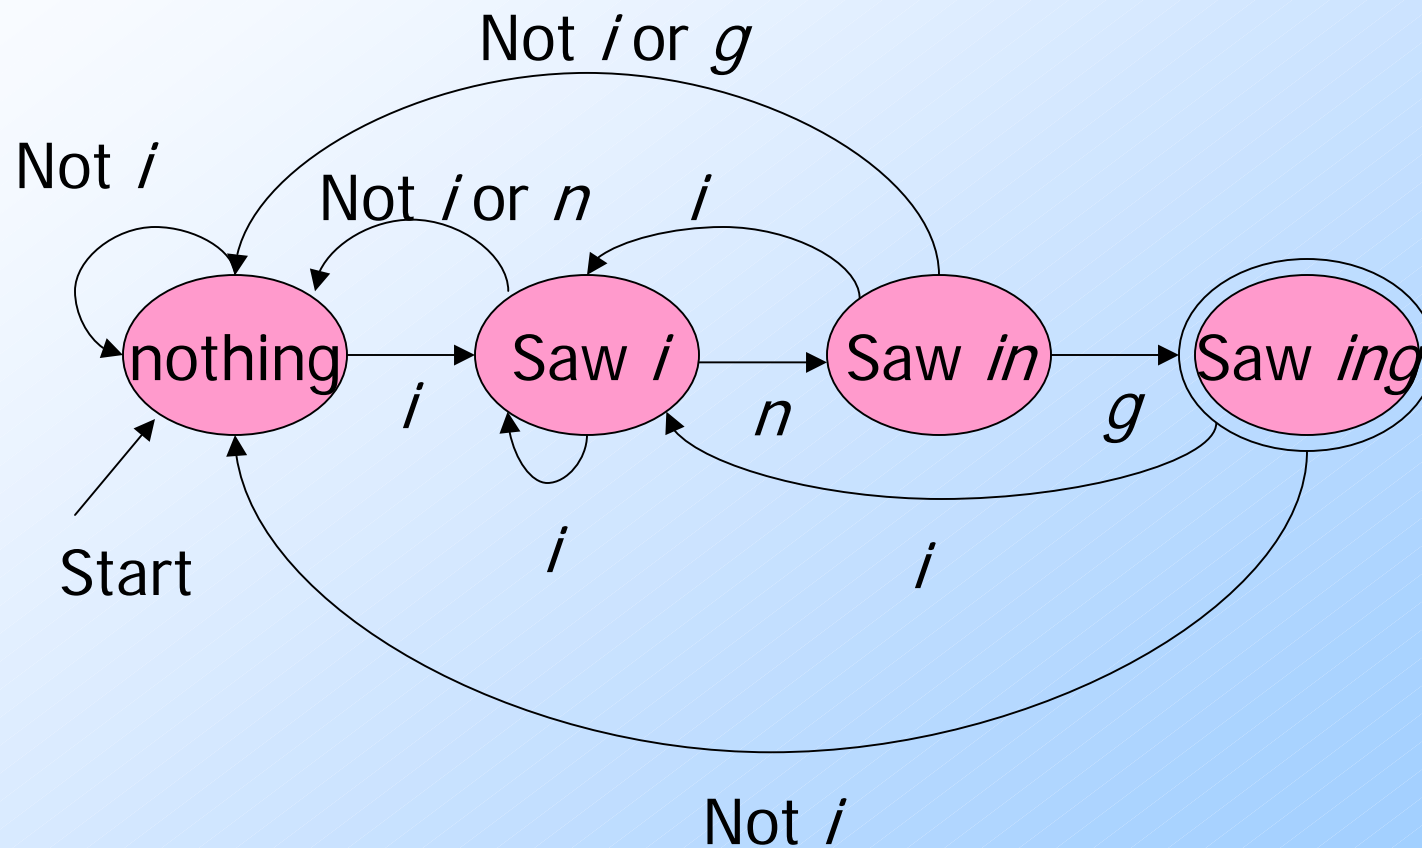 Not i or g
Not i
Not i or n
i
nothing
Saw i
Saw in
Saw ing
i
n
g
Start
i
i
Not i